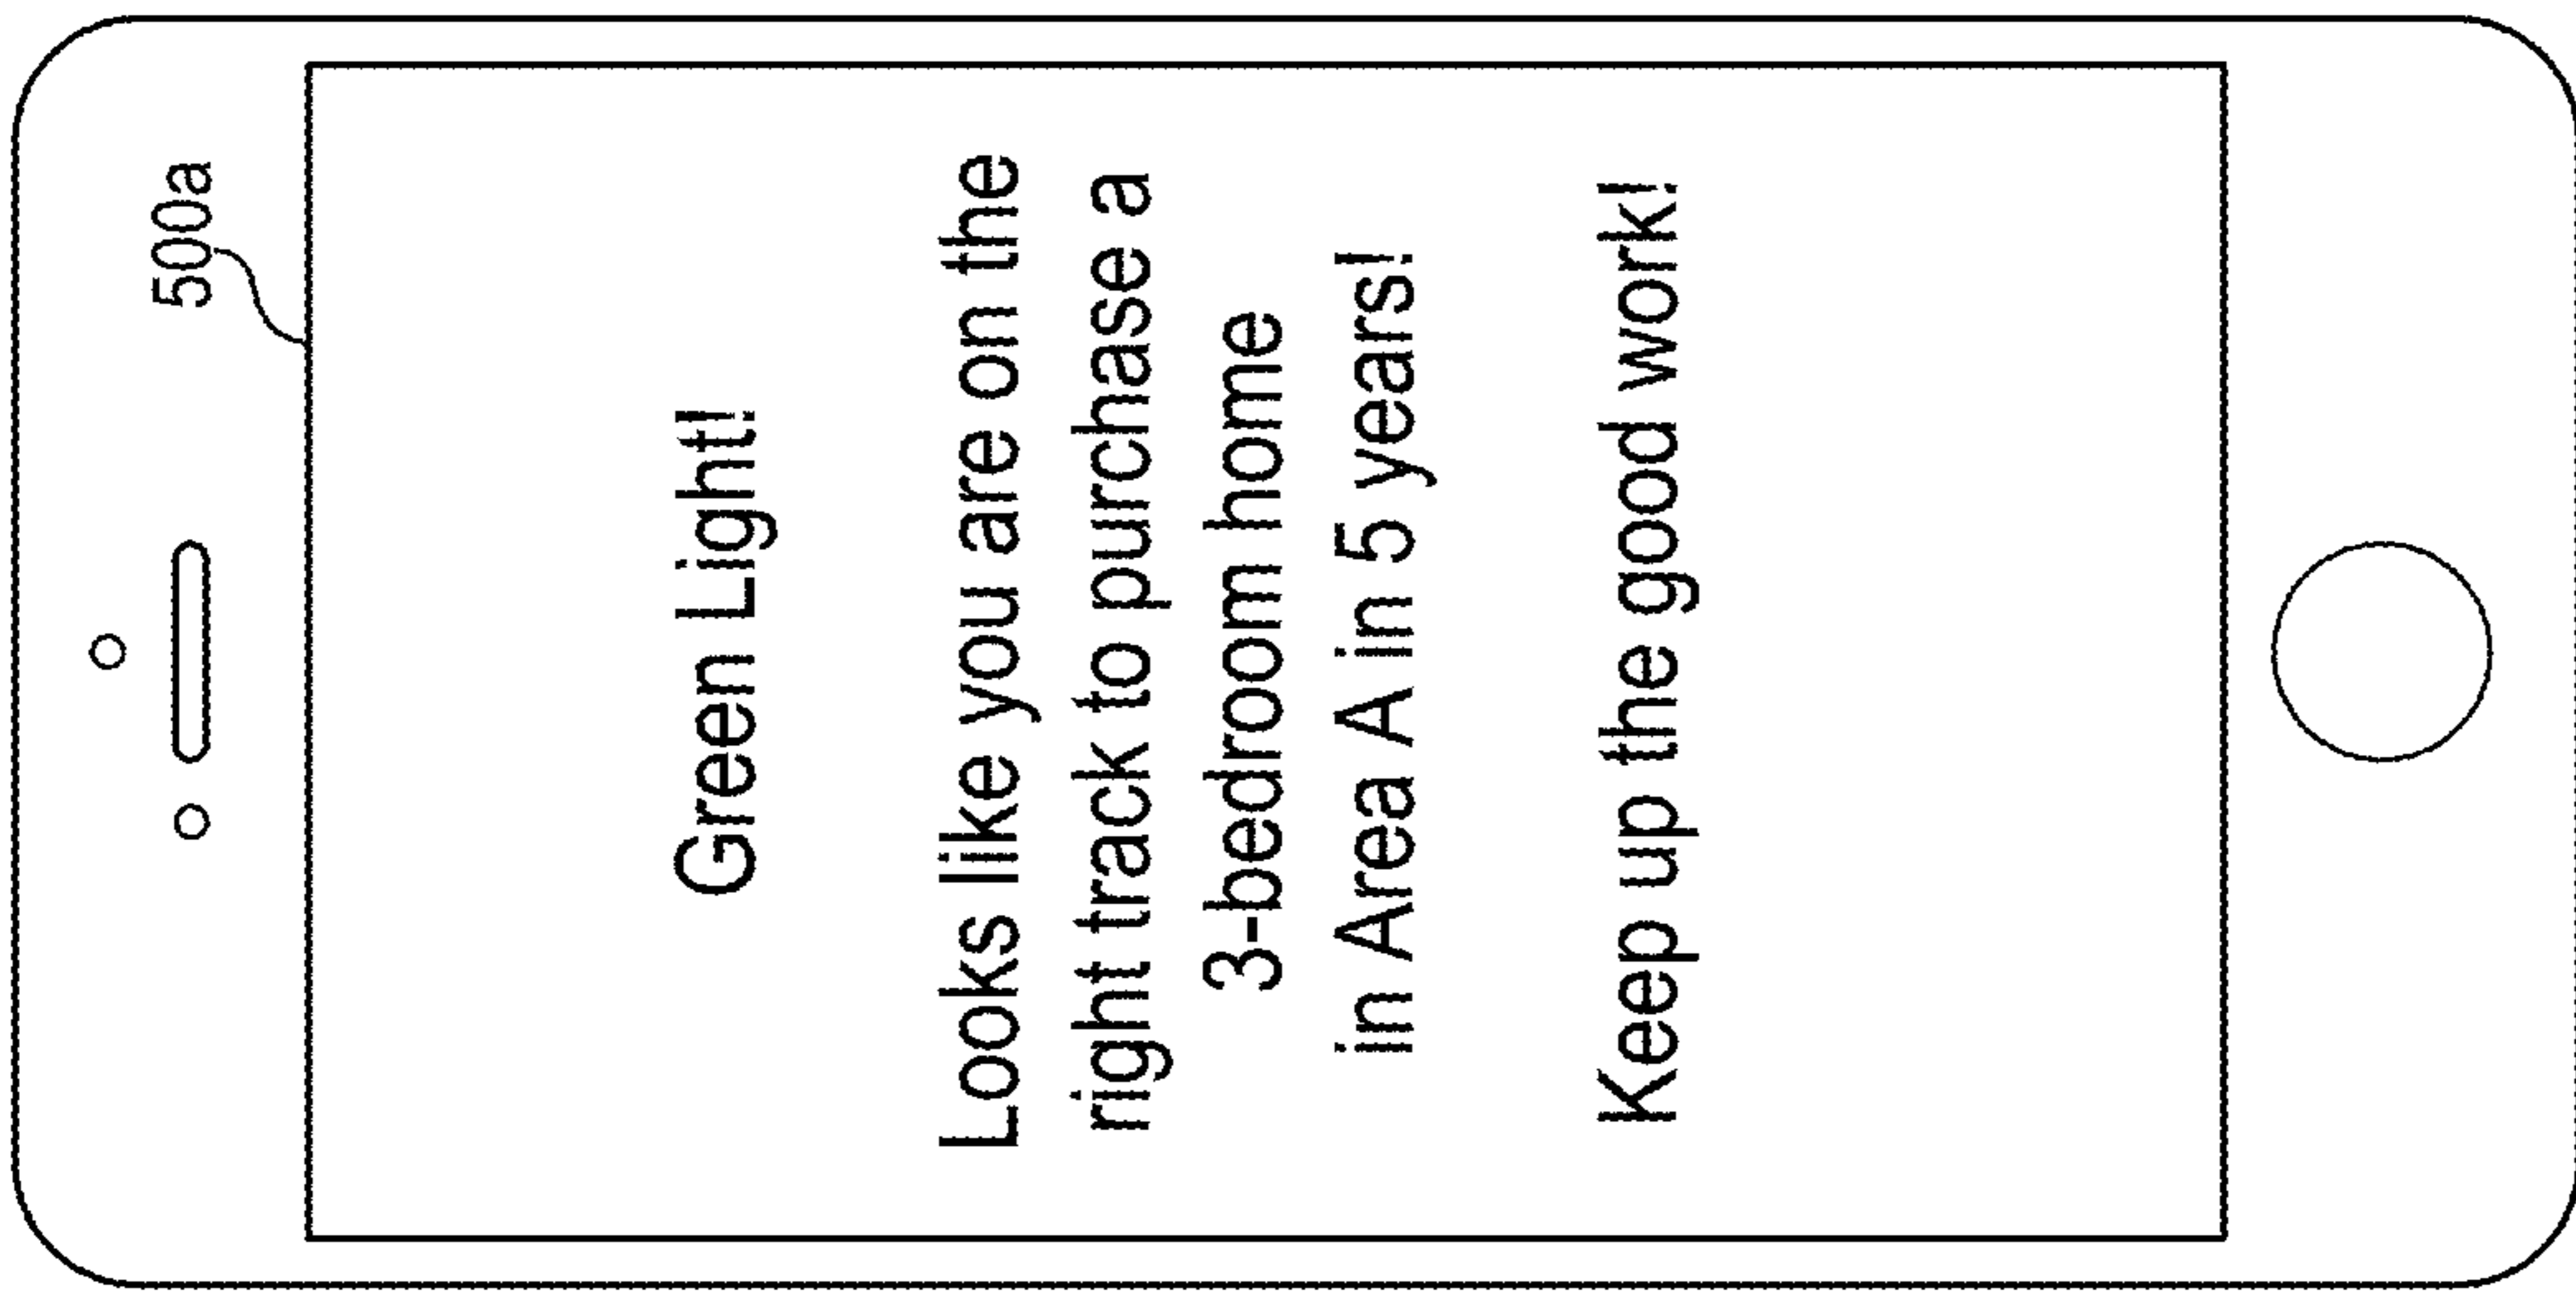 500a
Green Light!
Looks like you are on the
right track to purchase a
3-bedroom home
in Area A in 5 years!
Keep up the good work!